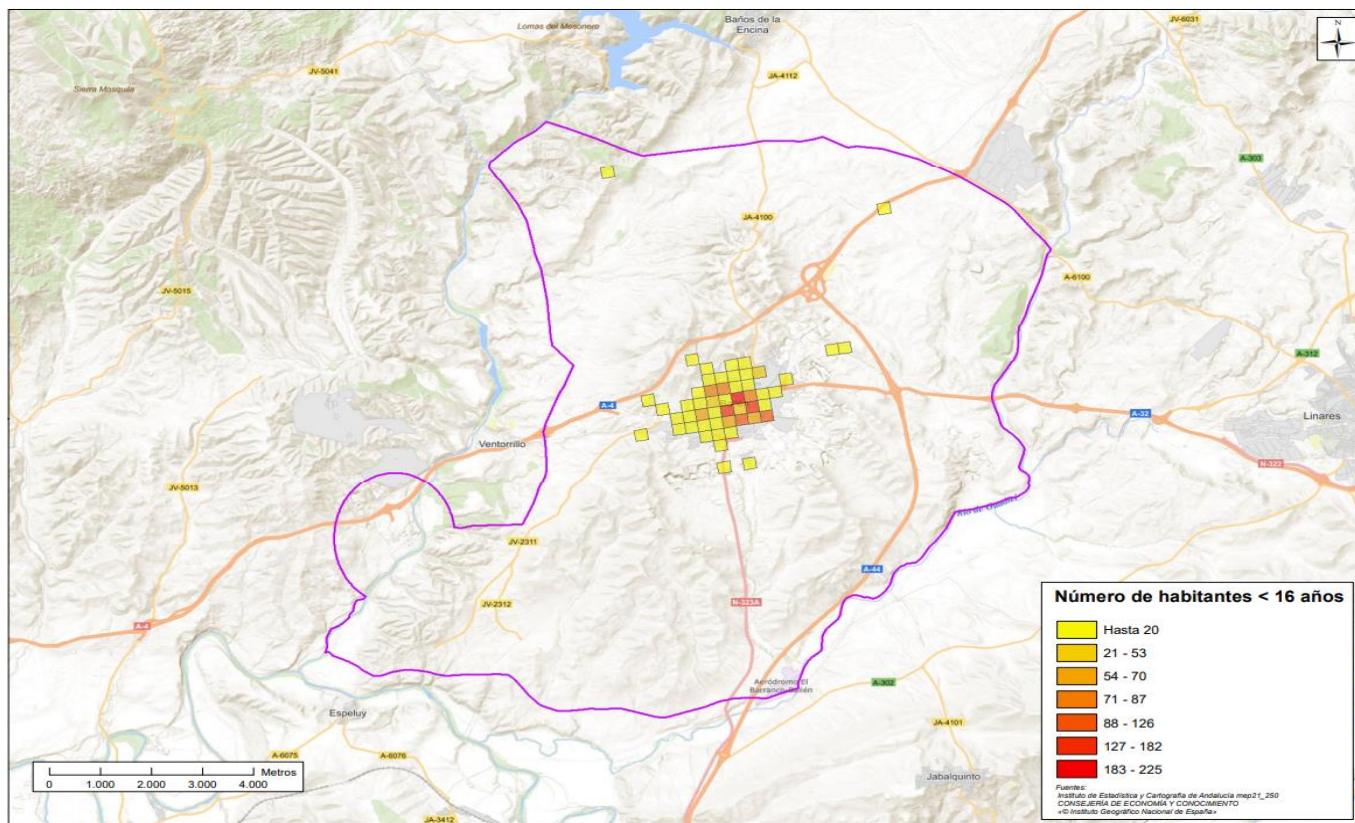 Lomas del Mesonero
Baños de la
Encina
JV-6031
N
JV-5041
JA-4112
Sierra Mosquila
A-303
JA-4100
A-6100
JV-5015
A-312
A-4
A-32
Linares
Ventorrillo
N-322
JV-5013
JV-2311
A-44
JV-2312
N-323A
A-4
Aeródromo El
A-302
Espeluy
JA-4101
A-6075
A-6076
Jabalquinto
JA-3412
Metros
0 1.000 2.000 3.000 4.000
Número de habitantes < 16 años
Hasta 20
21 - 53
54 - 70
71 - 87
88 - 126
127 - 182
183 - 225
Fuentes:
Instituto de Estadística y Cartografía de Andalucía mep21_250
CONSEJERÍA DE ECONOMÍA Y CONOCIMIENTO
«© Instituto Geográfico Nacional de España»